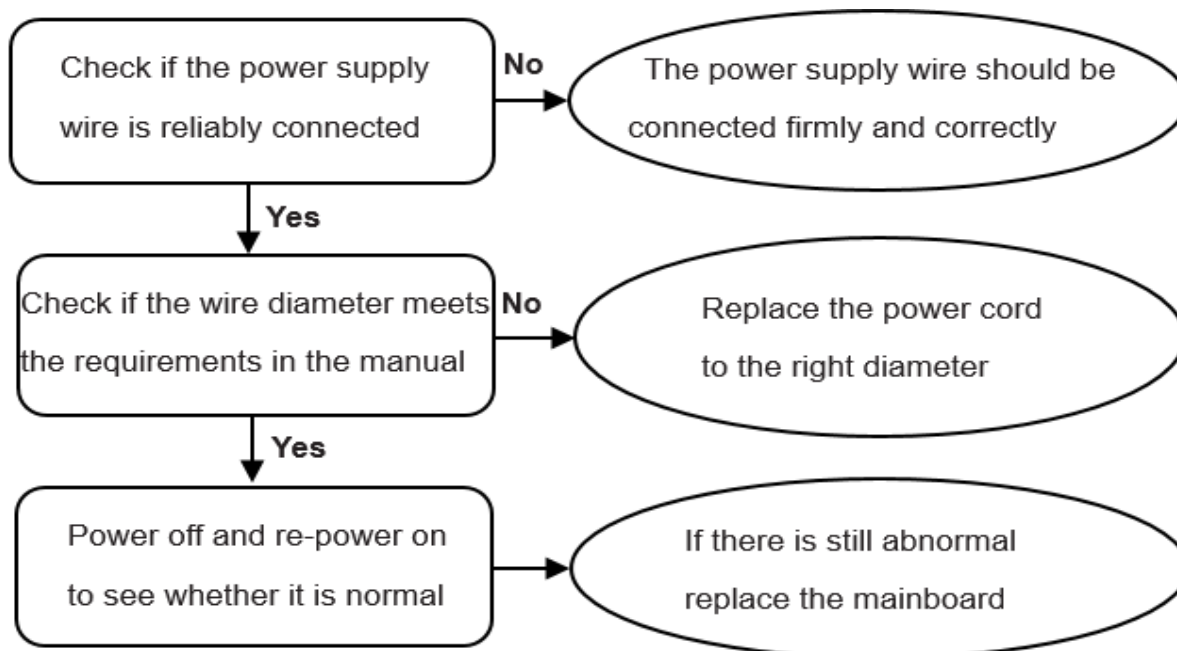 Check if the power supply
wire is reliably connected
No
The power supply wire should be
connected firmly and correctly
Yes
Check if the wire diameter meets
the requirements in the manual
No
Replace the power cord
to the right diameter
Yes
Power off and re-power on
to see whether it is normal
If there is still abnormal
replace the mainboard